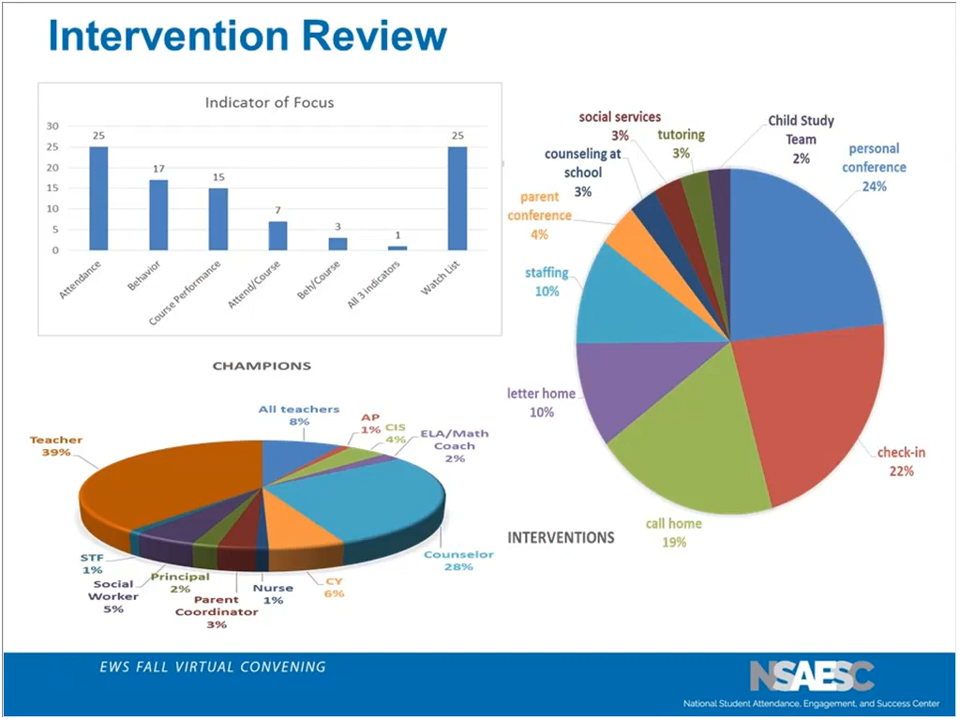 Intervention Review
Indicator of Focus
30
25
20
15
10
5
0
25
17
15
7
3
1
25
Attendance
Behavior
Course Performance
Attend/Course
Beh/Course
All 3 indicators
Watch List
social services
3%
tutoring
3%
Child Study
Team
2%
personal
conference
24%
counseling at
school
3%
parent
conference
4%
staffing
10%
letter home
10%
call home
19%
check-in
22%
INTERVENTIONS
CHAMPIONS
All teachers
8%
AP
1%
CIS
4%
ELA/Math
Coach
2%
Teacher
39%
Counselor
28%
CY
6%
Nurse
1%
Parent
Coordinator
3%
Principal
2%
Social
Worker
5%
STF
1%
EWS FALL VIRTUAL CONVENING
NSAESC
National Student Attendance, Engagement, and Success Center